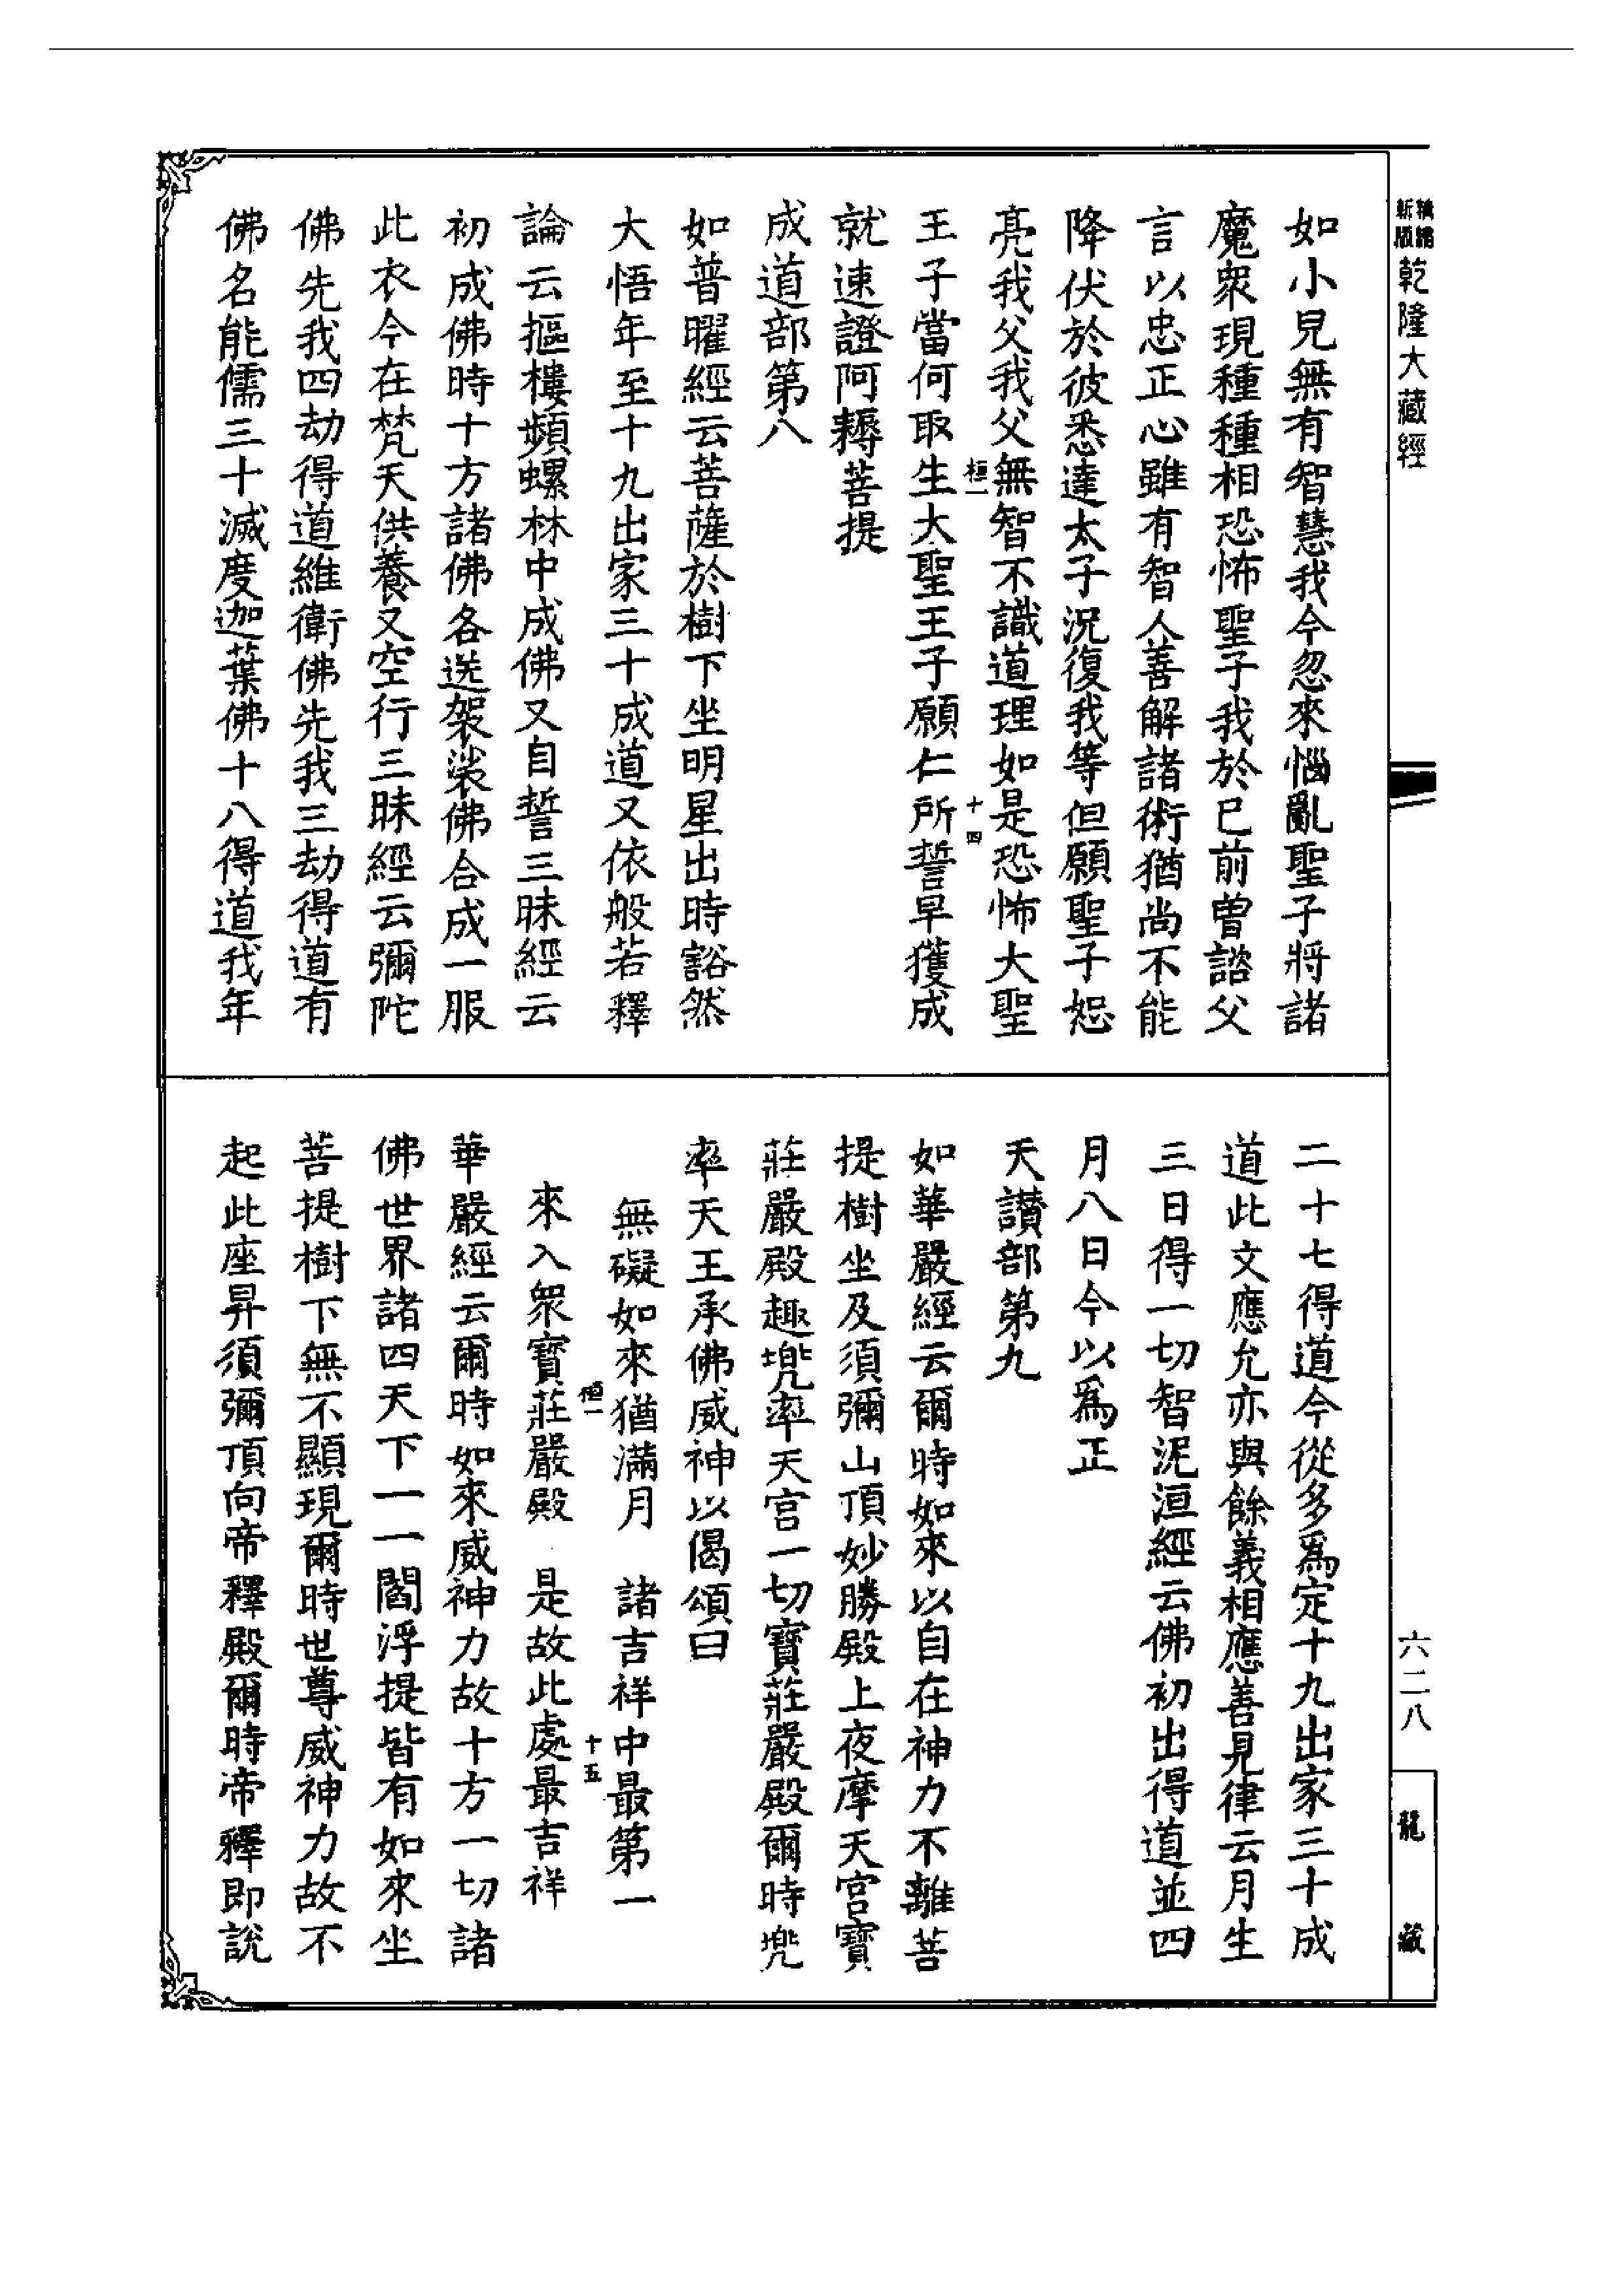 新版精縮
乾隆大藏經
如小兒無有智慧我今忽來惱亂聖子將諸
魔眾現種種相恐怖聖子我於已前曾諮父
言以忠正心雖有智人善解諸術猶尚不能
降伏於彼悉達太子況復我等但願聖子恕
亮我父我父無智不識道理如是恐怖大聖
王子當何取生大聖王子願仁所誓早獲成
就速證阿耨菩提
成道部第八
如普曜經云菩薩於樹下坐明星出時豁然
大悟年至十九出家三十成道又依般若釋
論云摳樓頻螺林中成佛又自誓三昧經云
初成佛時十方諸佛各送袈裟佛合成一服
此衣今在梵天供養又空行三昧經云彌陀
佛先我四劫得道維衛佛先我三劫得道有
佛名能儒三十滅度迦葉佛十八得道我年
二十七得道今從多為定十九出家三十成
道此文應允亦與餘義相應善見律云月生
三日得一切智泥洹經云佛初出得道並四
月八日今以為正
天讚部第九
如華嚴經云爾時如來以自在神力不離菩
提樹坐及須彌山頂妙勝殿上夜摩天宮寶
莊嚴殿趣兜率天宮一切寶莊嚴殿爾時兜
率天王承佛威神以偈頌曰
無礙如來猶滿月　諸吉祥中最第一
來入眾寶莊嚴殿　是故此處最吉祥
華嚴經云爾時如來威神力故十方一切諸
佛世界諸四天下一一閻浮提皆有如來坐
菩提樹下無不顯現爾時世尊威神力故不
起此座昇須彌頂向帝釋殿爾時帝釋即說
十四
十五
六二八
龍藏